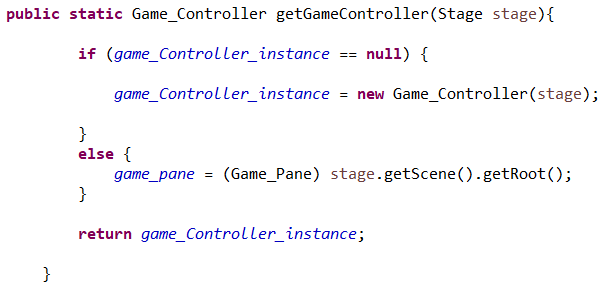 public static Game_Controller getGameController(Stage stage){
if (game_Controller_instance == null) {
game_Controller_instance = new Game_Controller(stage);
}
else {
game_pane = (Game_Pane) stage.getScene().getRoot();
}
return game_Controller_instance;
}